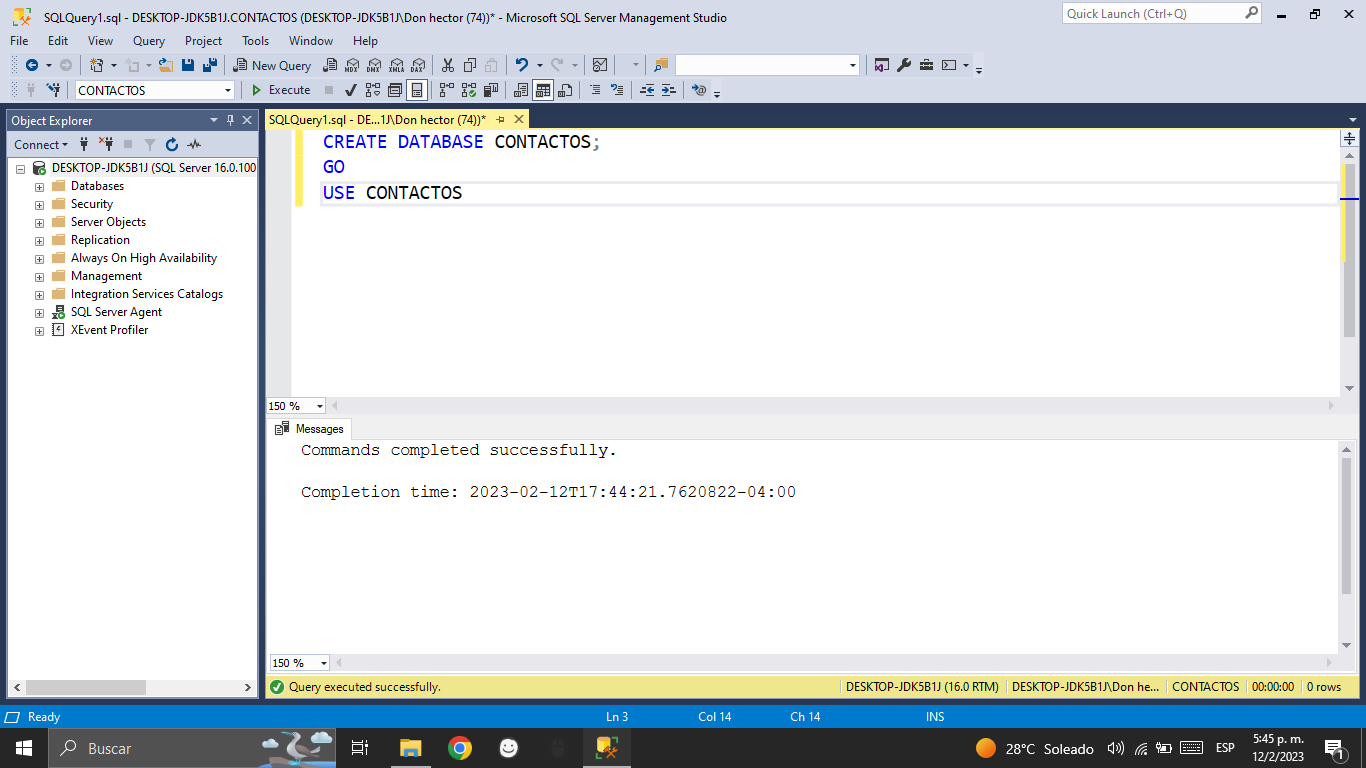 SQLQuery1.sql - DESKTOP-JDK5B1J.CONTACTOS (DESKTOP-JDK5B1J\Don hector (74))* - Microsoft SQL Server Management Studio
Quick Launch (Ctrl+Q)
File Edit View Query Project Tools Window Help
New Query MDX DMX XMLA DAX
CONTACTOS Execute
Object Explorer
SQLQuery1.sql - DE...1J\Don hector (74))*
Connect
DESKTOP-JDK5B1J (SQL Server 16.0.100
Databases
Security
Server Objects
Replication
Always On High Availability
Management
Integration Services Catalogs
SQL Server Agent
XEvent Profiler
CREATE DATABASE CONTACTOS;
GO
USE CONTACTOS
150 %
Messages
Commands completed successfully.
Completion time: 2023-02-12T17:44:21.7620822-04:00
150 %
Query executed successfully. DESKTOP-JDK5B1J (16.0 RTM) DESKTOP-JDK5B1J\Don he... CONTACTOS 00:00:00 0 rows
Ready Ln 3 Col 14 Ch 14 INS
Buscar 28°C Soleado ESP 5:45 p. m.
12/2/2023
1